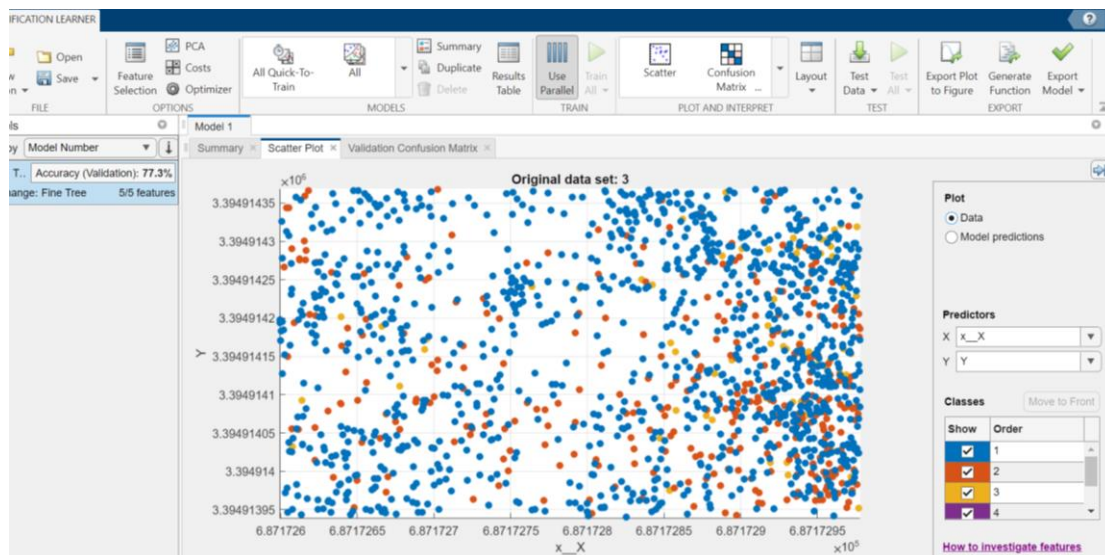 IFICATION LEARNER
Open
Save
PCA
Costs
Optimizer
Feature
Selection
All Quick-To-
Train
All
Summary
Duplicate
Delete
Results
Table
Use
Parallel
Train
All
Scatter
Confusion
Matrix ...
Layout
Test
Data
Test
All
Export Plot
to Figure
Generate
Function
Export
Model
FILE
OPTIONS
MODELS
TRAIN
PLOT AND INTERPRET
TEST
EXPORT
ls
Model 1
by Model Number
Summary
Scatter Plot
Validation Confusion Matrix
T.. Accuracy (Validation): 77.3%
ange: Fine Tree 5/5 features
×10⁶
Original data set: 3
3.39491435
3.3949143
3.39491425
3.3949142
3.39491415
3.3949141
3.39491405
3.394914
3.39491395
Y
6.871726 6.8717265 6.871727 6.8717275 6.871728 6.8717285 6.871729 6.8717295
x__X
×10⁵
Plot
Data
Model predictions
Predictors
X x__X
Y Y
Classes Move to Front
Show Order
1
2
3
4
How to investigate features